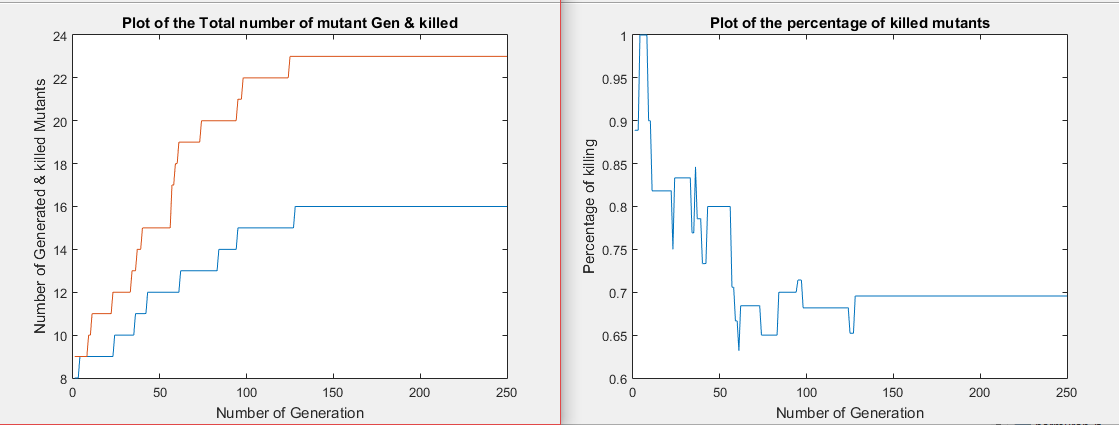 Plot of the Total number of mutant Gen & killed
Number of Generated & killed Mutants
24
22
20
18
16
14
12
10
8
0 50 100 150 200 250
Number of Generation
Plot of the percentage of killed mutants
Percentage of killing
1
0.95
0.9
0.85
0.8
0.75
0.7
0.65
0.6
0 50 100 150 200 250
Number of Generation